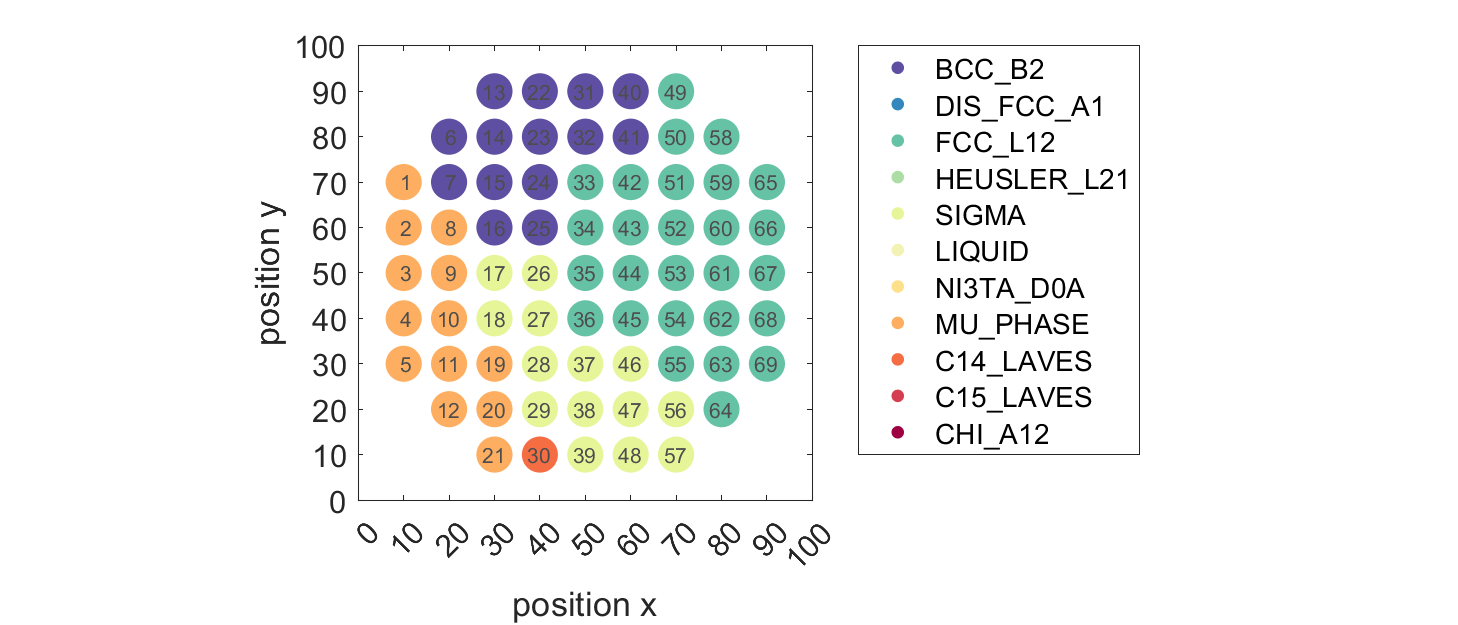 100
90 13 22 31 40 49
80 6 14 23 32 41 50 58
70 1 7 15 24 33 42 51 59 65
60 2 8 16 25 34 43 52 60 66
50 3 9 17 26 35 44 53 61 67
40 4 10 18 27 36 45 54 62 68
30 5 11 19 28 37 46 55 63 69
20 12 20 29 38 47 56 64
10 21 30 39 48 57
0
0 10 20 30 40 50 60 70 80 90 100
position x
position y
BCC_B2
DIS_FCC_A1
FCC_L12
HEUSLER_L21
SIGMA
LIQUID
NI3TA_D0A
MU_PHASE
C14_LAVES
C15_LAVES
CHI_A12